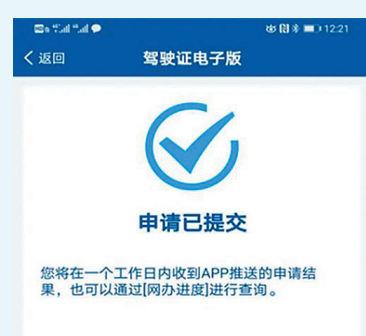 12:21
返回
驾驶证电子版
申请已提交
您将在一个工作日内收到APP推送的申请结
果，也可以通过[网办进度]进行查询。